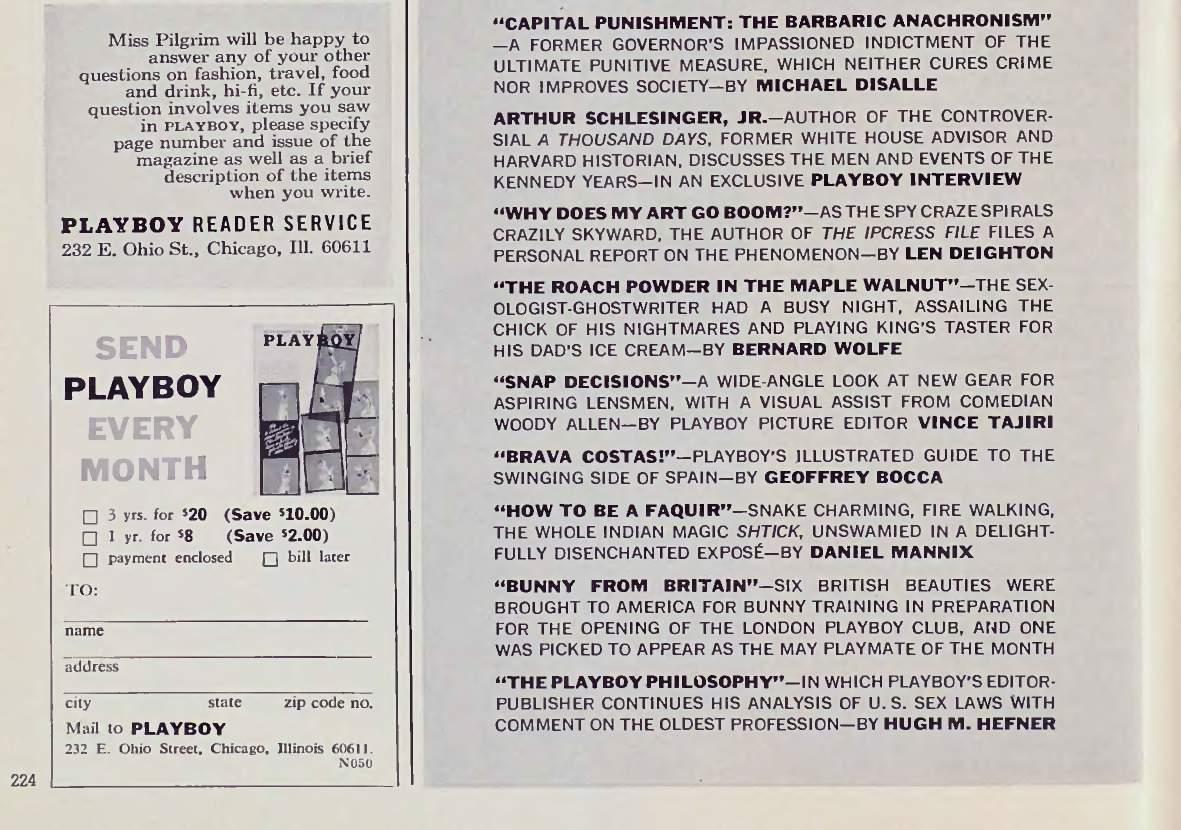 Miss Pilgrim will be happy to
answer any of your other
questions on fashion, travel, food
and drink, hi-fi, etc. If your
question involves items you saw
in PLAYBOY, please specify
page number and issue of the
magazine as well as a brief
description of the items
when you write.
PLAYBOY READER SERVICE
232 E. Ohio St., Chicago, Ill. 60611
SEND
PLAYBOY
EVERY
MONTH
PLAYBOY
3 yrs. for $20 (Save $10.00)
1 yr. for $8 (Save $2.00)
payment enclosed bill later
TO:
name
address
city state zip code no.
Mail to PLAYBOY
232 E. Ohio Street, Chicago, Illinois 60611.
N050
224
“CAPITAL PUNISHMENT: THE BARBARIC ANACHRONISM”
—A FORMER GOVERNOR'S IMPASSIONED INDICTMENT OF THE
ULTIMATE PUNITIVE MEASURE, WHICH NEITHER CURES CRIME
NOR IMPROVES SOCIETY—BY MICHAEL DISALLE
ARTHUR SCHLESINGER, JR.—AUTHOR OF THE CONTROVER-
SIAL A THOUSAND DAYS, FORMER WHITE HOUSE ADVISOR AND
HARVARD HISTORIAN, DISCUSSES THE MEN AND EVENTS OF THE
KENNEDY YEARS—IN AN EXCLUSIVE PLAYBOY INTERVIEW
“WHY DOES MY ART GO BOOM?”—AS THE SPY CRAZE SPIRALS
CRAZILY SKYWARD, THE AUTHOR OF THE IPCRESS FILE FILES A
PERSONAL REPORT ON THE PHENOMENON—BY LEN DEIGHTON
“THE ROACH POWDER IN THE MAPLE WALNUT”—THE SEX-
OLOGIST-GHOSTWRITER HAD A BUSY NIGHT, ASSAILING THE
CHICK OF HIS NIGHTMARES AND PLAYING KING'S TASTER FOR
HIS DAD'S ICE CREAM—BY BERNARD WOLFE
“SNAP DECISIONS”—A WIDE-ANGLE LOOK AT NEW GEAR FOR
ASPIRING LENSMEN, WITH A VISUAL ASSIST FROM COMEDIAN
WOODY ALLEN—BY PLAYBOY PICTURE EDITOR VINCE TAJIRI
“BRAVA COSTAS!”—PLAYBOY'S ILLUSTRATED GUIDE TO THE
SWINGING SIDE OF SPAIN—BY GEOFFREY BOCCA
“HOW TO BE A FAQUIR”—SNAKE CHARMING, FIRE WALKING,
THE WHOLE INDIAN MAGIC SHTICK, UNSWAMIED IN A DELIGHT-
FULLY DISENCHANTED EXPOSÉ—BY DANIEL MANNIX
“BUNNY FROM BRITAIN”—SIX BRITISH BEAUTIES WERE
BROUGHT TO AMERICA FOR BUNNY TRAINING IN PREPARATION
FOR THE OPENING OF THE LONDON PLAYBOY CLUB, AND ONE
WAS PICKED TO APPEAR AS THE MAY PLAYMATE OF THE MONTH
“THE PLAYBOY PHILOSOPHY”—IN WHICH PLAYBOY'S EDITOR-
PUBLISHER CONTINUES HIS ANALYSIS OF U. S. SEX LAWS WITH
COMMENT ON THE OLDEST PROFESSION—BY HUGH M. HEFNER